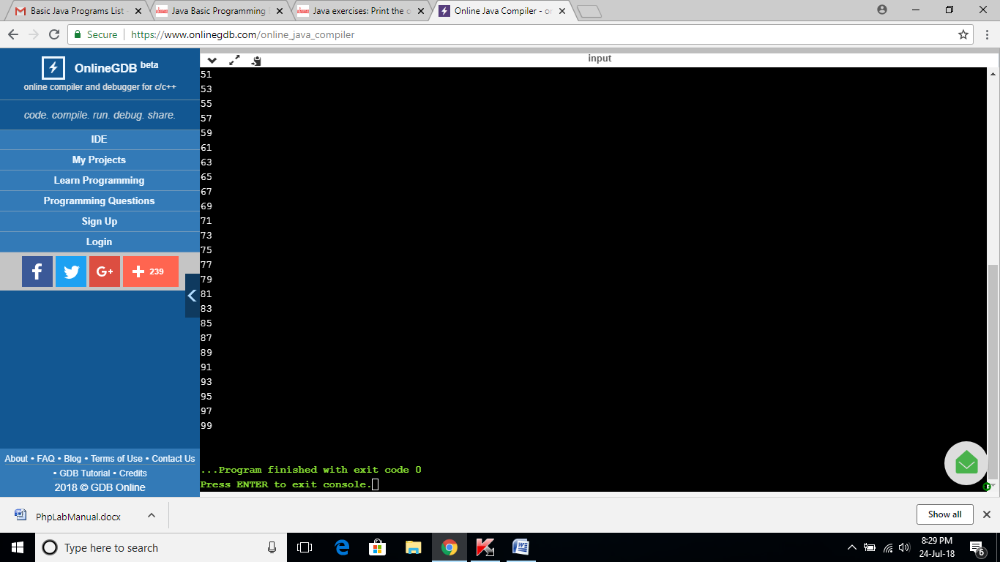 Basic Java Programs List -
Java Basic Programming
Java exercises: Print the o
Online Java Compiler - or
Secure
https://www.onlinegdb.com/online_java_compiler
OnlineGDB beta
online compiler and debugger for c/c++
code. compile. run. debug. share.
IDE
My Projects
Learn Programming
Programming Questions
Sign Up
Login
f
G+
239
About • FAQ • Blog • Terms of Use • Contact Us
• GDB Tutorial • Credits
2018 © GDB Online
input
51
53
55
57
59
61
63
65
67
69
71
73
75
77
79
81
83
85
87
89
91
93
95
97
99
...Program finished with exit code 0
Press ENTER to exit console.
PhpLabManual.docx
Show all
Type here to search
8:29 PM
24-Jul-18
6